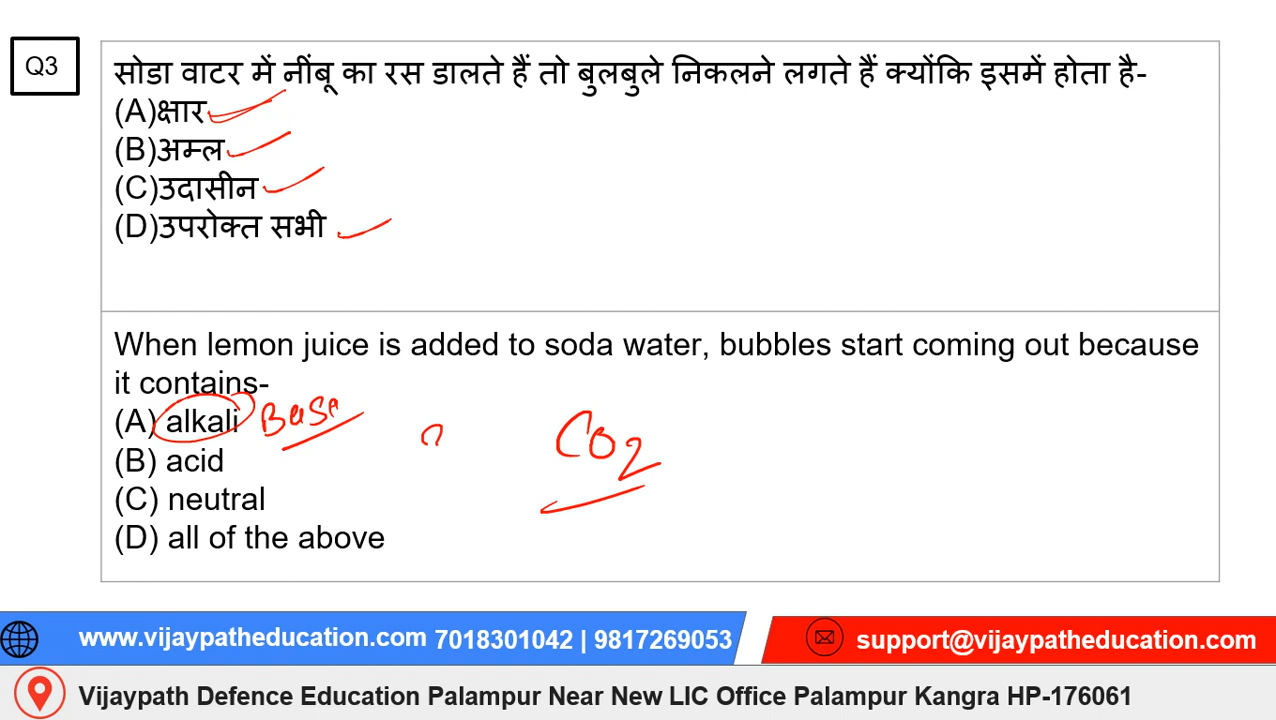 Q3
सोडा वाटर में नींबू का रस डालते हैं तो बुलबुले निकलने लगते हैं क्योंकि इसमें होता है-
(A)क्षार
(B)अम्ल
(C)उदासीन
(D)उपरोक्त सभी
When lemon juice is added to soda water, bubbles start coming out because
it contains-
(A) alkali Base
(B) acid
CO2
(C) neutral
(D) all of the above
www.vijaypatheducation.com 7018301042 | 9817269053
support@vijaypatheducation.com
Vijaypath Defence Education Palampur Near New LIC Office Palampur Kangra HP-176061